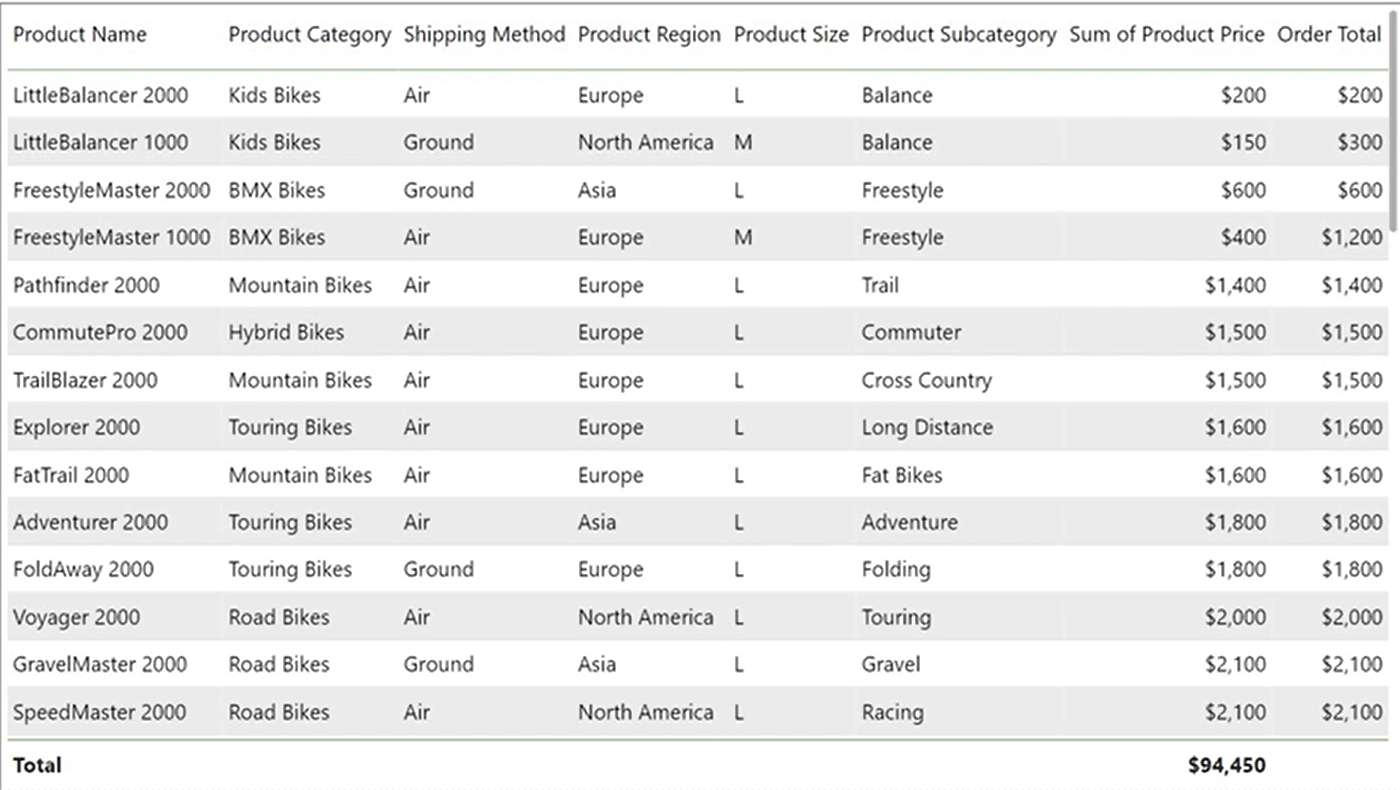 Product Name Product Category Shipping Method Product Region Product Size Product Subcategory Sum of Product Price Order Total
LittleBalancer 2000 Kids Bikes Air Europe L Balance $200 $200
LittleBalancer 1000 Kids Bikes Ground North America M Balance $150 $300
FreestyleMaster 2000 BMX Bikes Ground Asia L Freestyle $600 $600
FreestyleMaster 1000 BMX Bikes Air Europe M Freestyle $400 $1,200
Pathfinder 2000 Mountain Bikes Air Europe L Trail $1,400 $1,400
CommutePro 2000 Hybrid Bikes Air Europe L Commuter $1,500 $1,500
TrailBlazer 2000 Mountain Bikes Air Europe L Cross Country $1,500 $1,500
Explorer 2000 Touring Bikes Air Europe L Long Distance $1,600 $1,600
FatTrail 2000 Mountain Bikes Air Europe L Fat Bikes $1,600 $1,600
Adventurer 2000 Touring Bikes Air Asia L Adventure $1,800 $1,800
FoldAway 2000 Touring Bikes Ground Europe L Folding $1,800 $1,800
Voyager 2000 Road Bikes Air North America L Touring $2,000 $2,000
GravelMaster 2000 Road Bikes Ground Asia L Gravel $2,100 $2,100
SpeedMaster 2000 Road Bikes Air North America L Racing $2,100 $2,100
Total $94,450